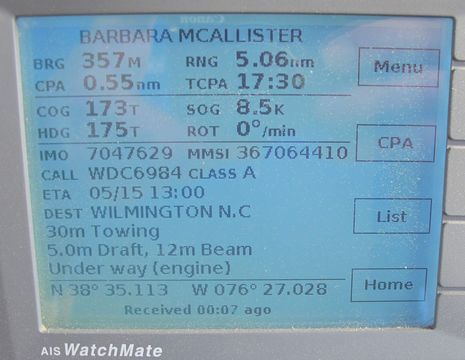 Canon
BARBARA MCALLISTER
BRG 357M RNG 5.06nm
CPA 0.55nm TCPA 17:30
Menu
COG 173T SOG 8.5K
HDG 175T ROT 0°/min
CPA
IMO 7047629 MMSI 367064410
CALL WDC6984 CLASS A
ETA 05/15 13:00
DEST WILMINGTON N.C
List
30m Towing
5.0m Draft, 12m Beam
Under way (engine)
Home
N 38° 35.113 W 076° 27.028
Received 00:07 ago
AIS WatchMate